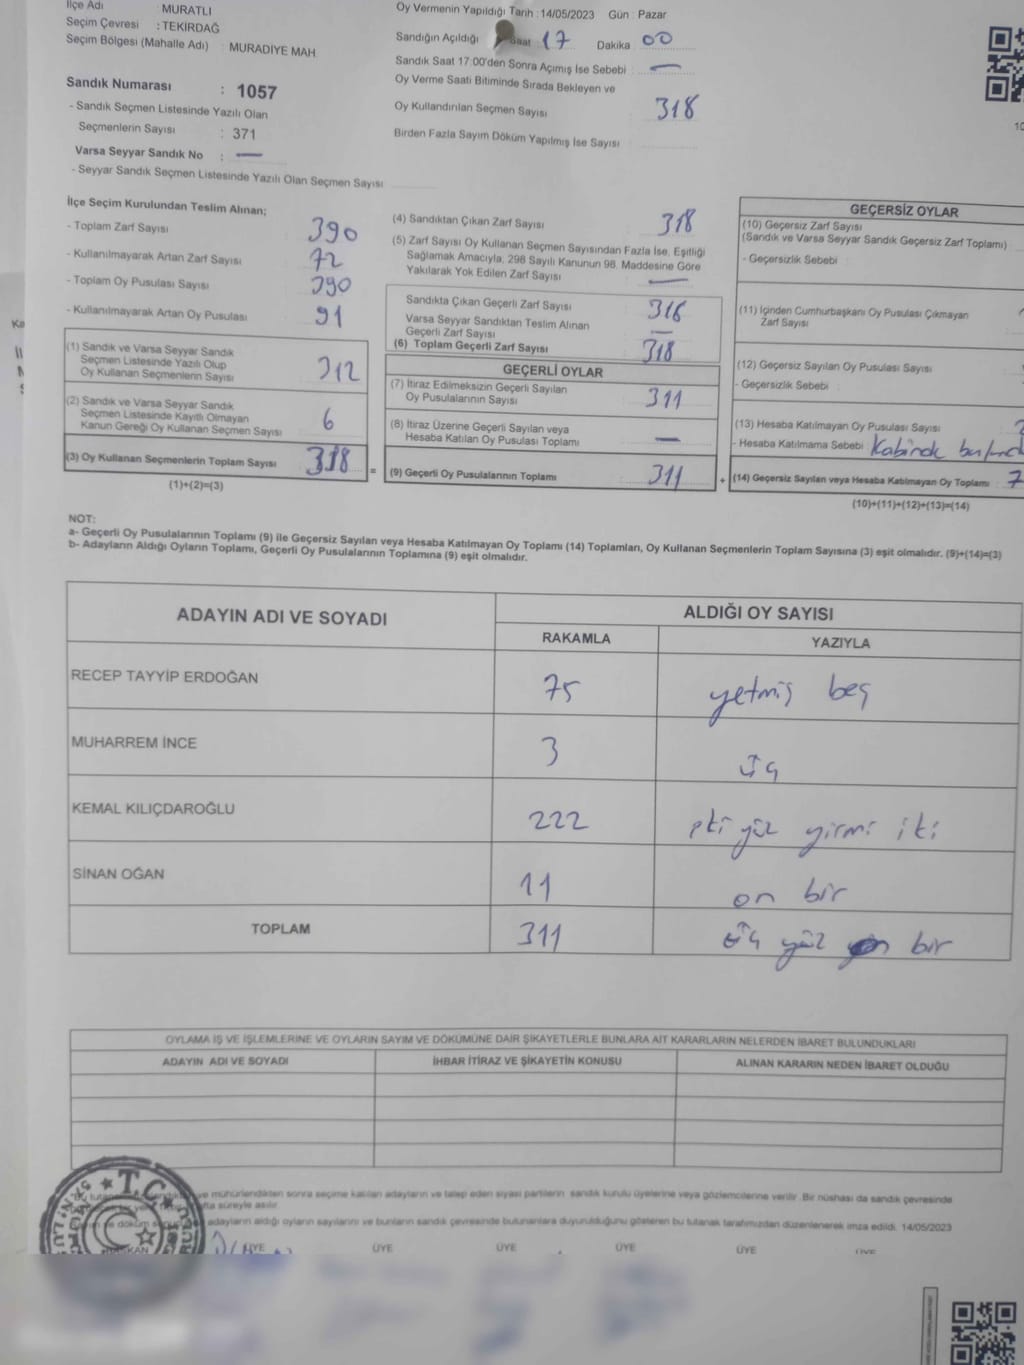 İlçe Adı : MURATLI
Seçim Çevresi : TEKİRDAĞ
Seçim Bölgesi (Mahalle Adı) : MURADİYE MAH.
Sandık Numarası : 1057
- Sandık Seçmen Listesinde Yazılı Olan
Seçmenlerin Sayısı : 371
Varsa Seyyar Sandık No : —
- Seyyar Sandık Seçmen Listesinde Yazılı Olan Seçmen Sayısı
Oy Vermenin Yapıldığı Tarih : 14/05/2023 Gün : Pazar
Sandığın Açıldığı Saat 17 Dakika 00
Sandık Saat 17:00'den Sonra Açımış İse Sebebi : —
Oy Verme Saati Bitiminde Sırada Bekleyen ve
Oy Kullandırılan Seçmen Sayısı 318
Birden Fazla Sayım Döküm Yapılmış İse Sayısı
İlçe Seçim Kurulundan Teslim Alınan;
- Toplam Zarf Sayısı 390
- Kullanılmayarak Artan Zarf Sayısı 72
- Toplam Oy Pusulası Sayısı 390
- Kullanılmayarak Artan Oy Pusulası 91
(1) Sandık ve Varsa Seyyar Sandık
Seçmen Listesinde Yazılı Olup
Oy Kullanan Seçmenlerin Sayısı 312
(2) Sandık ve Varsa Seyyar Sandık
Seçmen Listesinde Kayıtlı Olmayan
Kanun Gereği Oy Kullanan Seçmen Sayısı 6
(3) Oy Kullanan Seçmenlerin Toplam Sayısı 318 =
(1)+(2)=(3)
(4) Sandıktan Çıkan Zarf Sayısı 318
(5) Zarf Sayısı Oy Kullanan Seçmen Sayısından Fazla İse, Eşitliği
Sağlamak Amacıyla, 298 Sayılı Kanunun 98. Maddesine Göre
Yakılarak Yok Edilen Zarf Sayısı —
Sandıkta Çıkan Geçerli Zarf Sayısı 318
Varsa Seyyar Sandıktan Teslim Alınan
Geçerli Zarf Sayısı —
(6) Toplam Geçerli Zarf Sayısı 318
GEÇERLİ OYLAR
(7) İtiraz Edilmeksizin Geçerli Sayılan
Oy Pusulalarının Sayısı 311
(8) İtiraz Üzerine Geçerli Sayılan veya
Hesaba Katılan Oy Pusulası Toplamı —
(9) Geçerli Oy Pusulalarının Toplamı 311 +
GEÇERSİZ OYLAR
(10) Geçersiz Zarf Sayısı
(Sandık ve Varsa Seyyar Sandık Geçersiz Zarf Toplamı)
- Geçersizlik Sebebi
(11) İçinden Cumhurbaşkanı Oy Pusulası Çıkmayan
Zarf Sayısı
(12) Geçersiz Sayılan Oy Pusulası Sayısı
- Geçersizlik Sebebi :
(13) Hesaba Katılmayan Oy Pusulası Sayısı
- Hesaba Katılmama Sebebi : Kabinde
(14) Geçersiz Sayılan veya Hesaba Katılmayan Oy Toplamı : 7
(10)+(11)+(12)+(13)=(14)
NOT:
a- Geçerli Oy Pusulalarının Toplamı (9) ile Geçersiz Sayılan veya Hesaba Katılmayan Oy Toplamı (14) Toplamları, Oy Kullanan Seçmenlerin Toplam Sayısına (3) eşit olmalıdır. (9)+(14)=(3)
b- Adayların Aldığı Oyların Toplamı, Geçerli Oy Pusulalarının Toplamına (9) eşit olmalıdır.
ADAYIN ADI VE SOYADI
ALDIĞI OY SAYISI
RAKAMLA YAZIYLA
RECEP TAYYİP ERDOĞAN 75 yetmiş beş
MUHARREM İNCE 3 üç
KEMAL KILIÇDAROĞLU 222 iki yüz yirmi iki
SİNAN OĞAN 11 on bir
TOPLAM 311 üç yüz on bir
OYLAMA İŞ VE İŞLEMLERİNE VE OYLARIN SAYIM VE DÖKÜMÜNE DAİR ŞİKAYETLERLE BUNLARA AİT KARARLARIN NELERDEN İBARET BULUNDUKLARI
ADAYIN ADI VE SOYADI İHBAR İTİRAZ VE ŞİKAYETİN KONUSU ALINAN KARARIN NEDEN İBARET OLDUĞU
ve mühürlendikten sonra seçime katılan adayların ve talep eden siyasi partilerin sandık kurulu üyelerine veya gözlemcilerine verilir. Bir nüshası da sandık çevresinde
süreyle asılır.
adayların aldığı oyların sayılarını ve bunların sandık çevresinde bulunanlara duyurulduğunu gösteren bu tutanak tarafımızdan düzenlenerek imza edildi. 14/05/2023
T.C.
ÜYE ÜYE ÜYE ÜYE ÜYE ÜYE